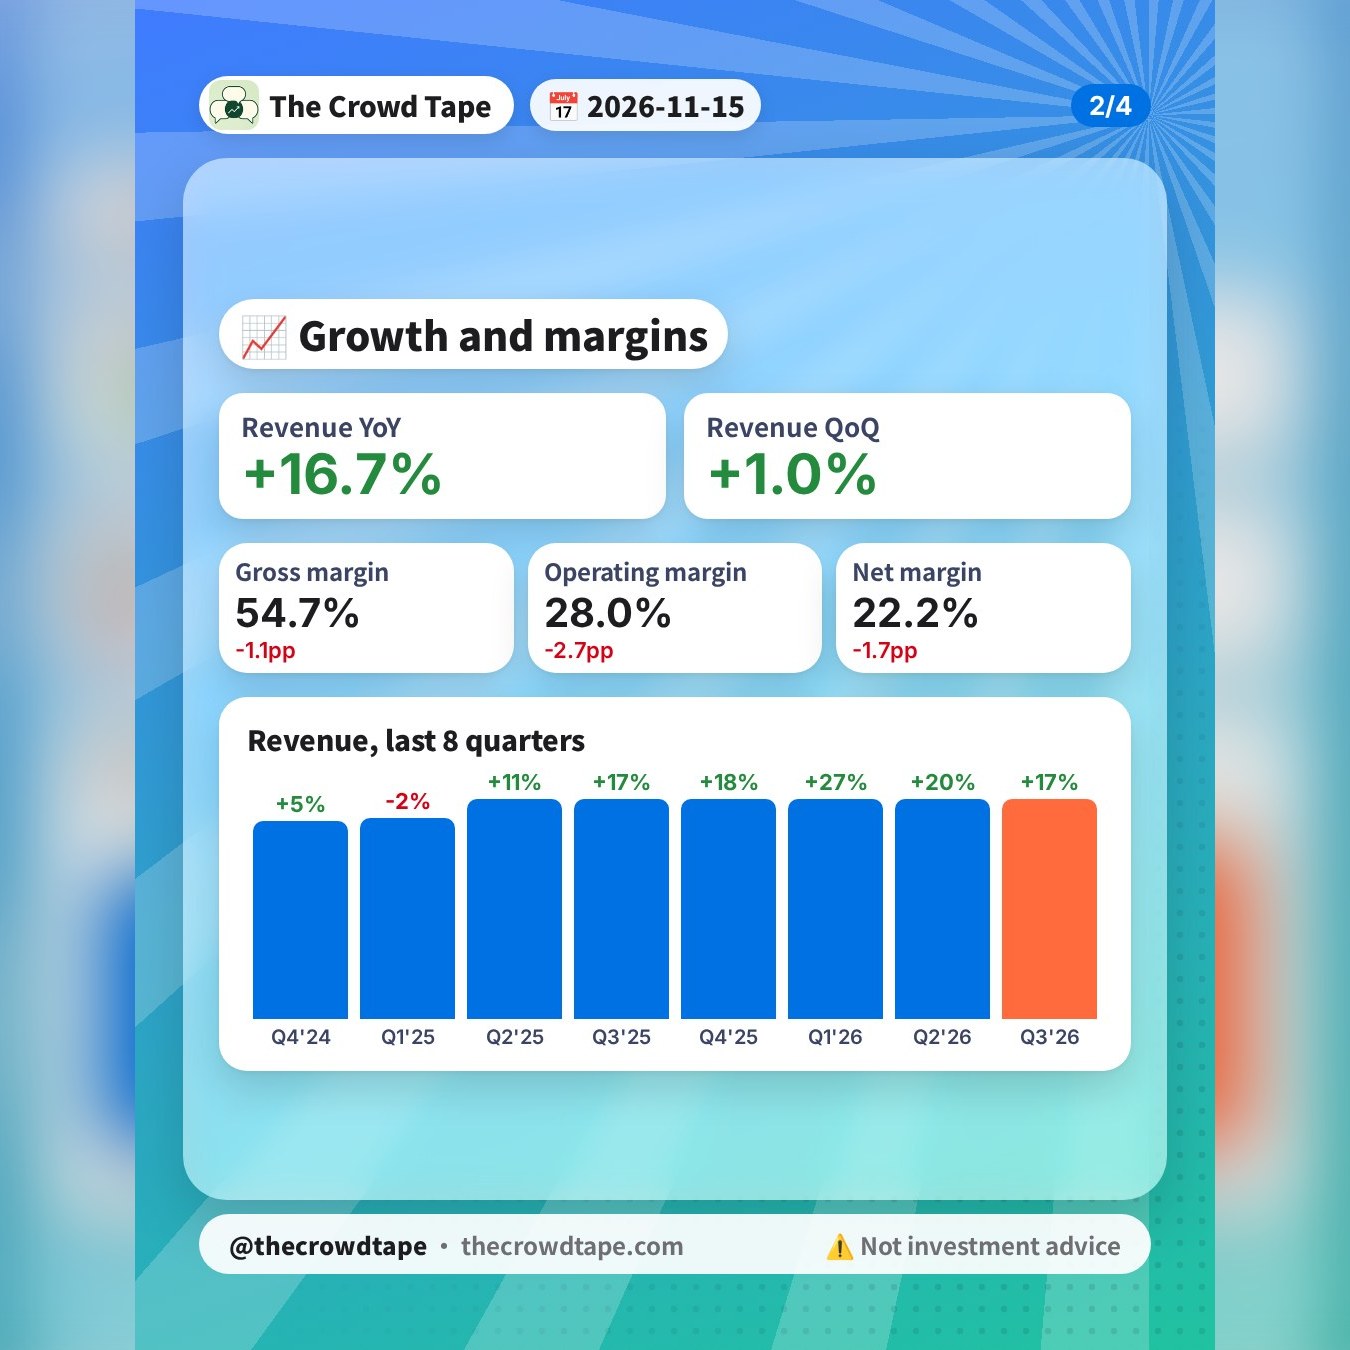 The Crowd Tape
📅 2026-11-15
2/4
📈 Growth and margins
Revenue YoY
+16.7%
Revenue QoQ
+1.0%
Gross margin
54.7%
-1.1pp
Operating margin
28.0%
-2.7pp
Net margin
22.2%
-1.7pp
Revenue, last 8 quarters
+5% -2% +11% +17% +18% +27% +20% +17%
Q4'24 Q1'25 Q2'25 Q3'25 Q4'25 Q1'26 Q2'26 Q3'26
@thecrowdtape • thecrowdtape.com
⚠️ Not investment advice